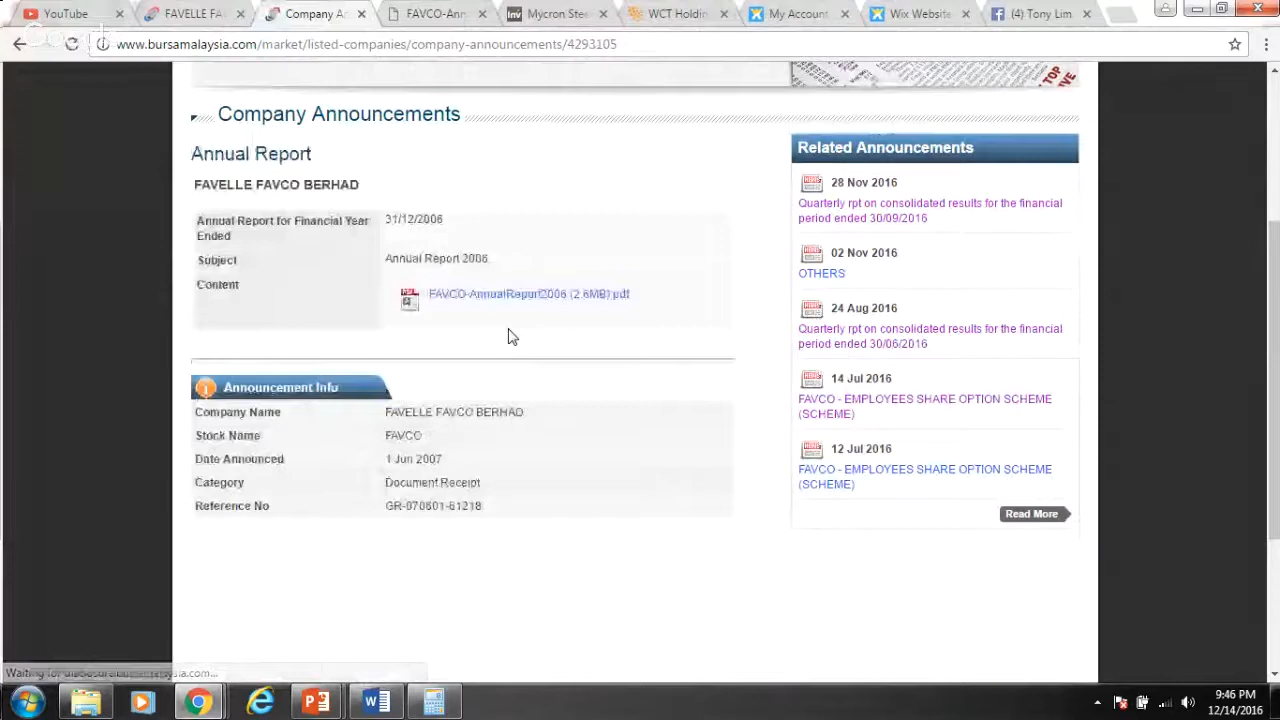 YouTube
FAVELLE FA
Company A
FAVCO-Ann
Mycron Stee
WCT Holdin
My Account
Wix Website
(4) Tony Lim
www.bursamalaysia.com/market/listed-companies/company-announcements/4293105
TOP
Company Announcements
Annual Report
FAVELLE FAVCO BERHAD
Annual Report for Financial Year
Ended
31/12/2006
Subject
Annual Report 2006
Content
FAVCO-AnnualReport2006 (2.6MB).pdf
Announcement Info
Company Name
FAVELLE FAVCO BERHAD
Stock Name
FAVCO
Date Announced
1 Jun 2007
Category
Document Receipt
Reference No
GR-070601-61218
Related Announcements
28 Nov 2016
Quarterly rpt on consolidated results for the financial
period ended 30/09/2016
02 Nov 2016
OTHERS
24 Aug 2016
Quarterly rpt on consolidated results for the financial
period ended 30/06/2016
14 Jul 2016
FAVCO - EMPLOYEES SHARE OPTION SCHEME
(SCHEME)
12 Jul 2016
FAVCO - EMPLOYEES SHARE OPTION SCHEME
(SCHEME)
Read More
Waiting for
9:46 PM
12/14/2016